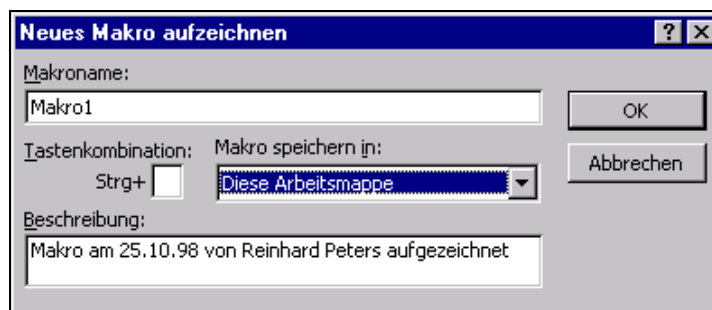 Neues Makro aufzeichnen
Makroname:
Makro1
OK
Tastenkombination:
Makro speichern in:
Strg+
Diese Arbeitsmappe
Abbrechen
Beschreibung:
Makro am 25.10.98 von Reinhard Peters aufgezeichnet